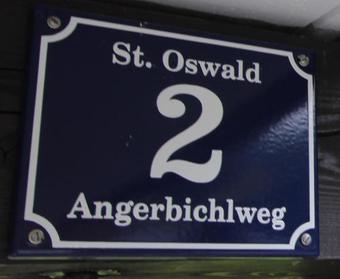 St. Oswald
2
Angerbichlweg